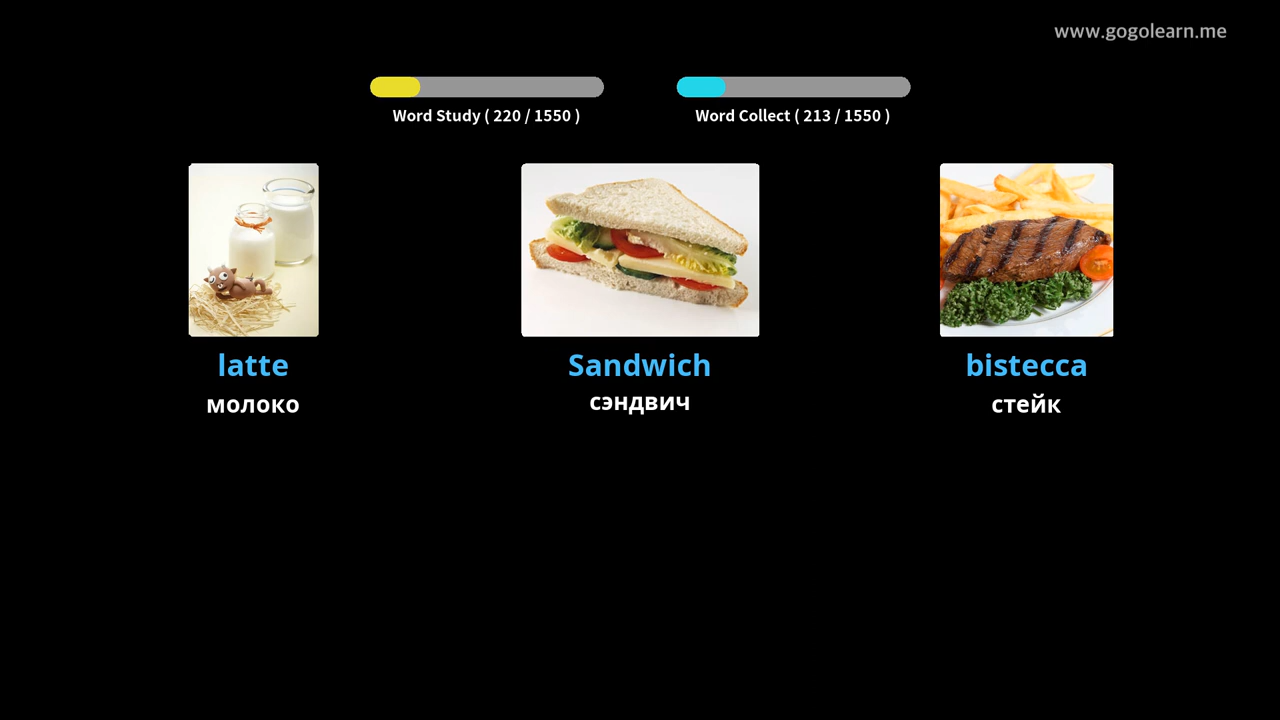 www.gogolearn.me
Word Study ( 220 / 1550 )
Word Collect ( 213 / 1550 )
latte
молоко
Sandwich
сэндвич
bistecca
стейк